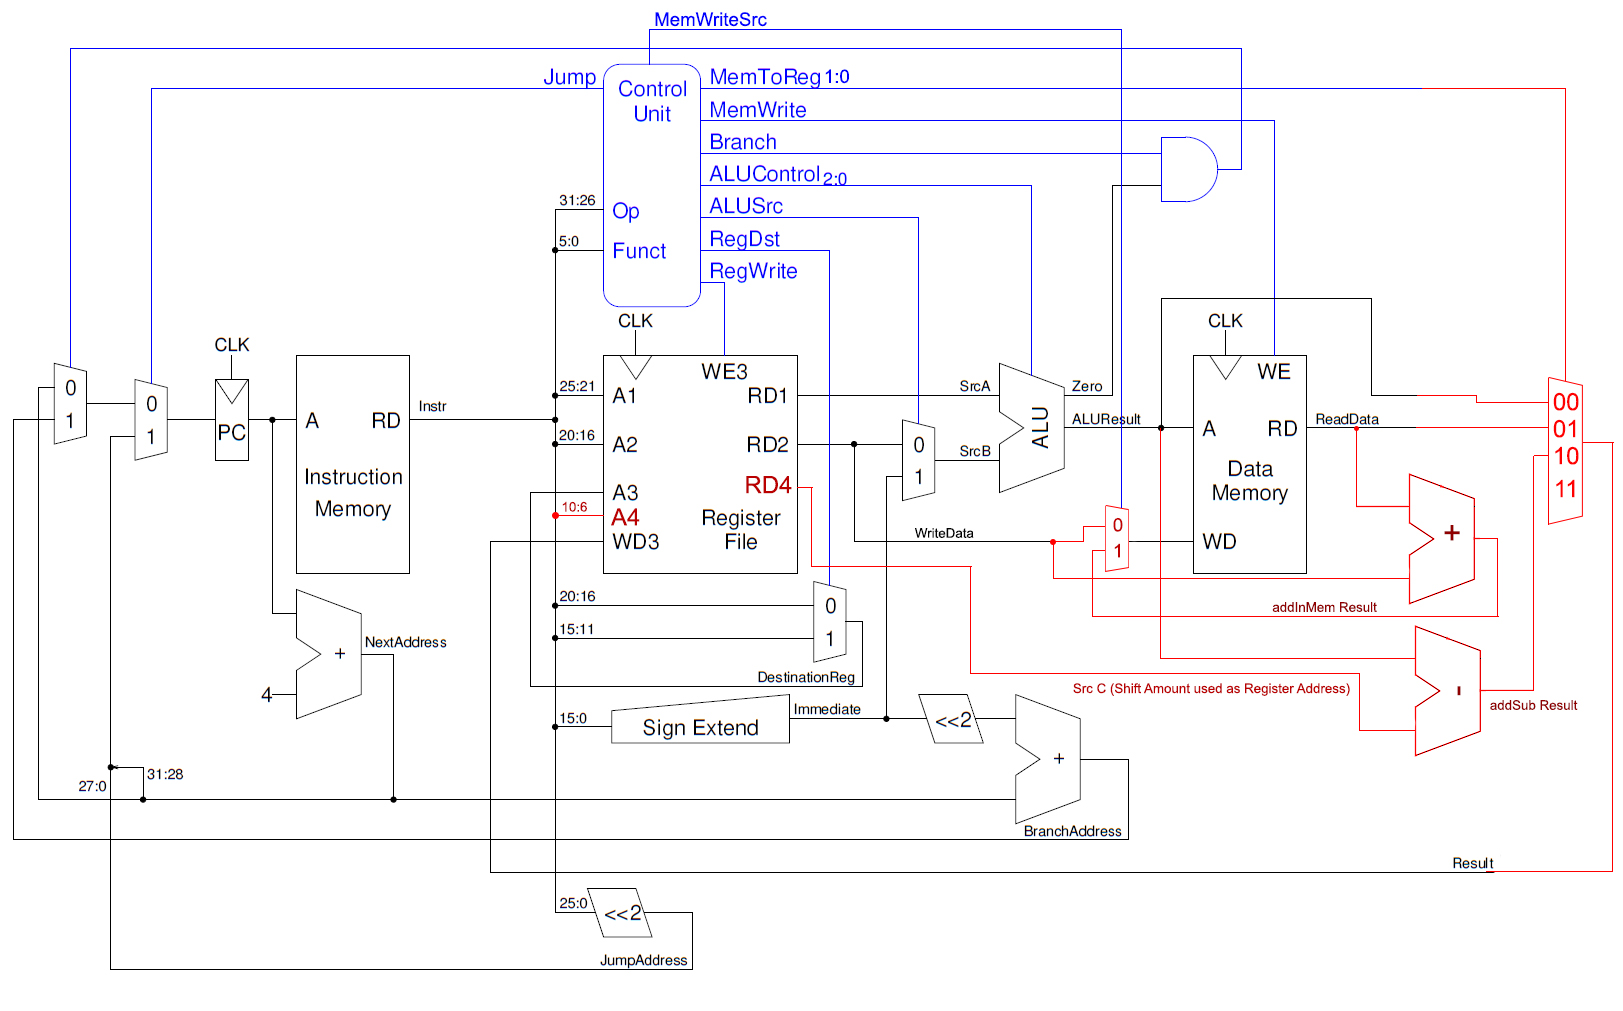 MemWriteSrc
Jump
Control
Unit
MemToReg 1:0
MemWrite
Branch
ALUControl 2:0
ALUSrc
RegDst
RegWrite
31:26
Op
5:0
Funct
CLK
CLK
CLK
WE3
WE
0
1
0
1
PC
A
RD
Instr
Instruction
Memory
25:21
A1
RD1
SrcA
Zero
ALU
ALUResult
20:16
A2
RD2
0
1
SrcB
A
RD
ReadData
Data
Memory
00
01
10
11
A3
RD4
10:6
A4
Register
File
WD3
WriteData
0
1
WD
+
addInMem Result
20:16
0
15:11
1
DestinationReg
NextAddress
+
4
Src C (Shift Amount used as Register Address)
-
addSub Result
15:0
Sign Extend
Immediate
<<2
+
31:28
27:0
BranchAddress
Result
25:0
<<2
JumpAddress